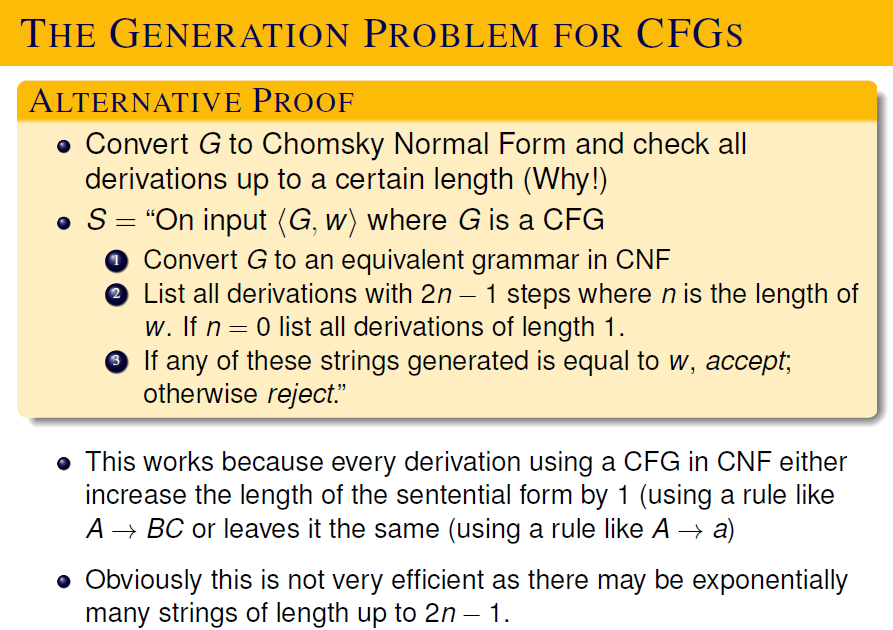 THE GENERATION PROBLEM FOR CFGS
ALTERNATIVE PROOF
Convert G to Chomsky Normal Form and check all
derivations up to a certain length (Why!)
S = “On input ⟨G, w⟩ where G is a CFG
1 Convert G to an equivalent grammar in CNF
2 List all derivations with 2n − 1 steps where n is the length of
w. If n = 0 list all derivations of length 1.
3 If any of these strings generated is equal to w, accept;
otherwise reject.”
This works because every derivation using a CFG in CNF either
increase the length of the sentential form by 1 (using a rule like
A → BC or leaves it the same (using a rule like A → a)
Obviously this is not very efficient as there may be exponentially
many strings of length up to 2n − 1.